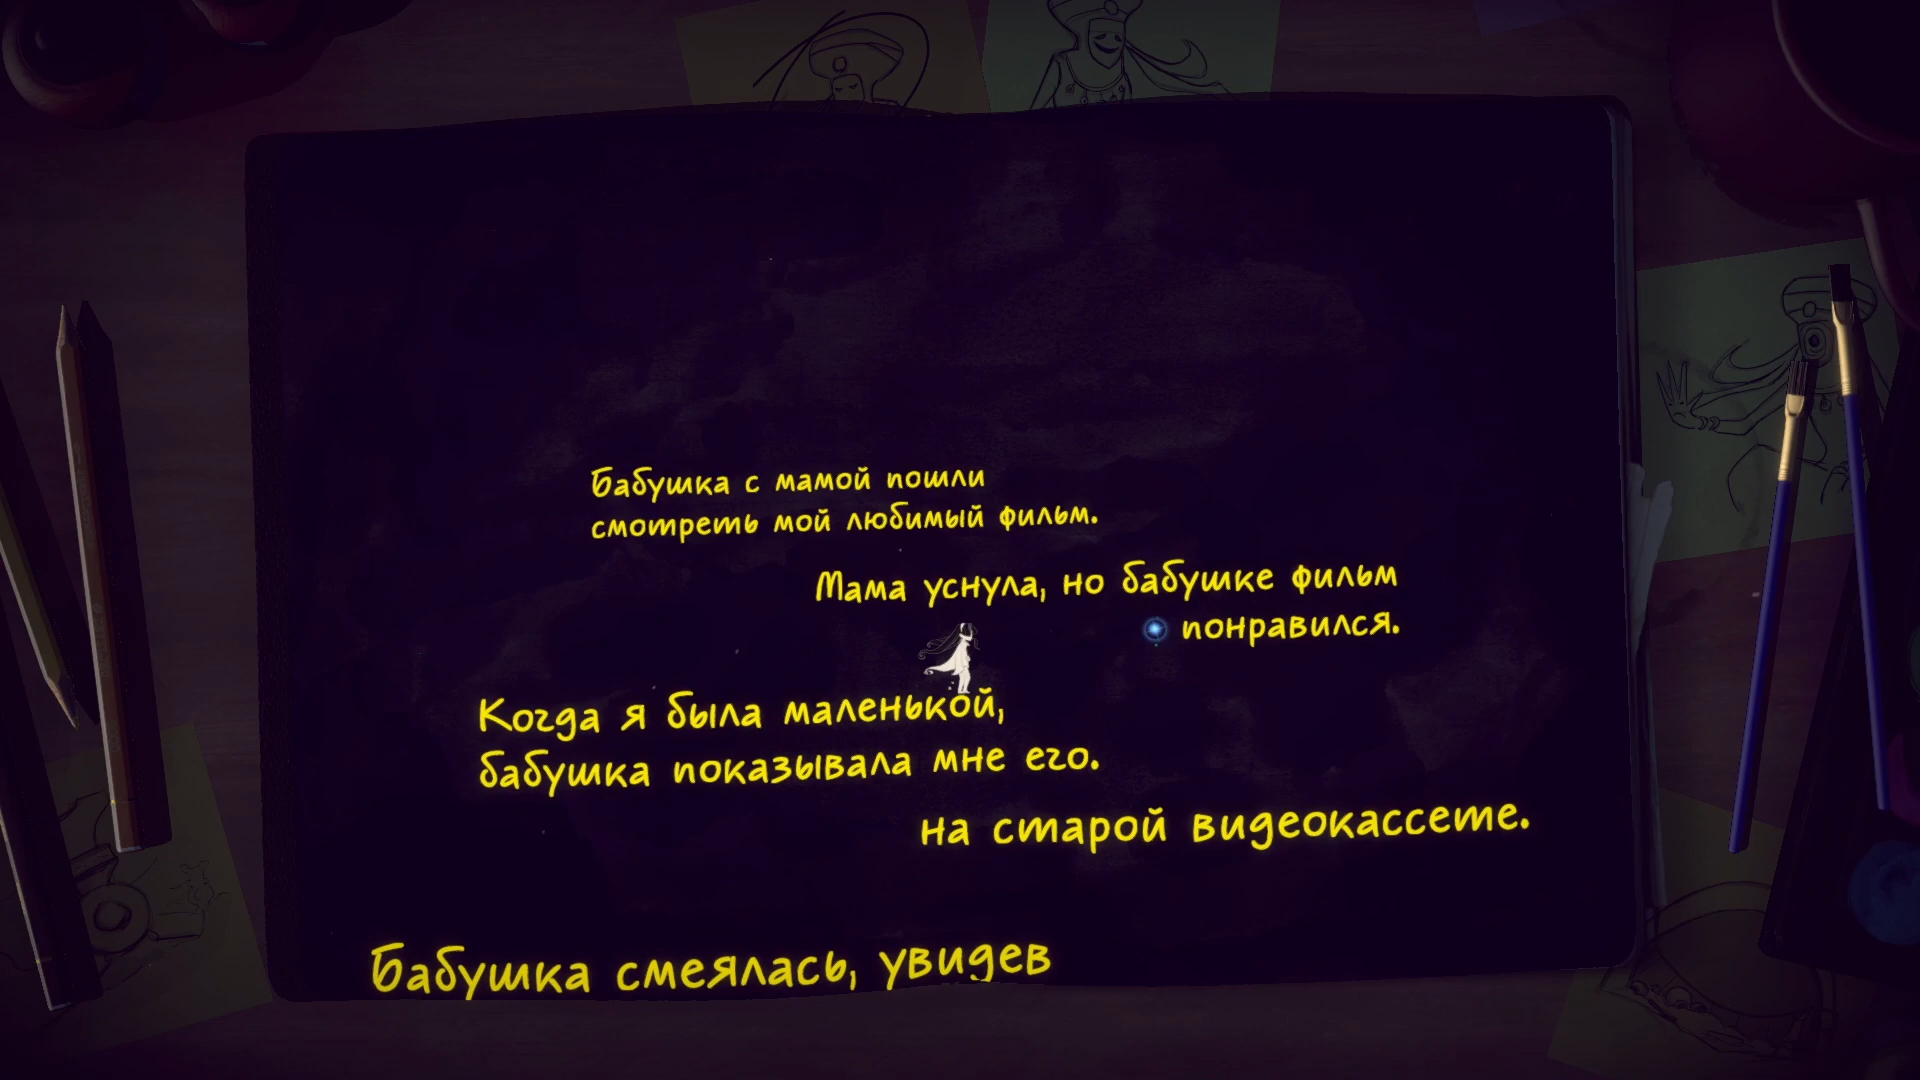 Бабушка с мамой пошли
смотреть мой любимый фильм.
Мама уснула, но бабушке фильм
понравился.
Когда я была маленькой,
бабушка показывала мне его.
на старой видеокассете.
Бабушка смеялась, увидев